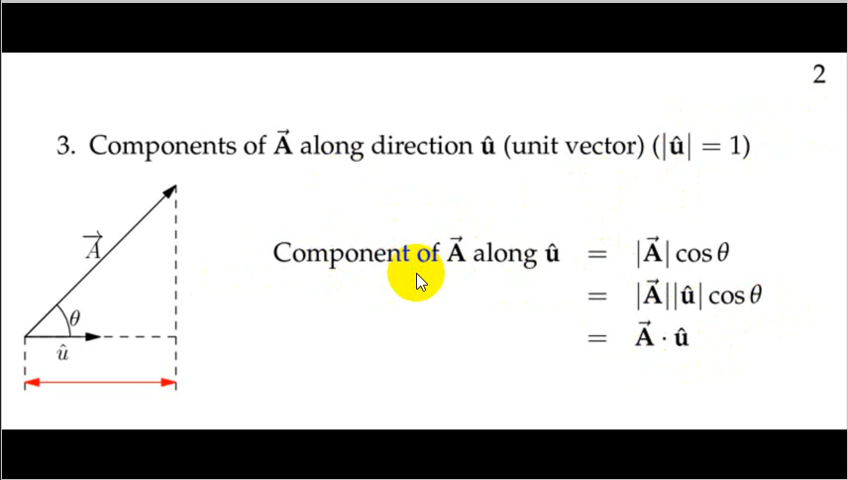 2
3. Components of A⃗ along direction û (unit vector) (|û| = 1)
A⃗
θ
û
Component of A⃗ along û = |A⃗| cos θ
= |A⃗||û| cos θ
= A⃗ · û